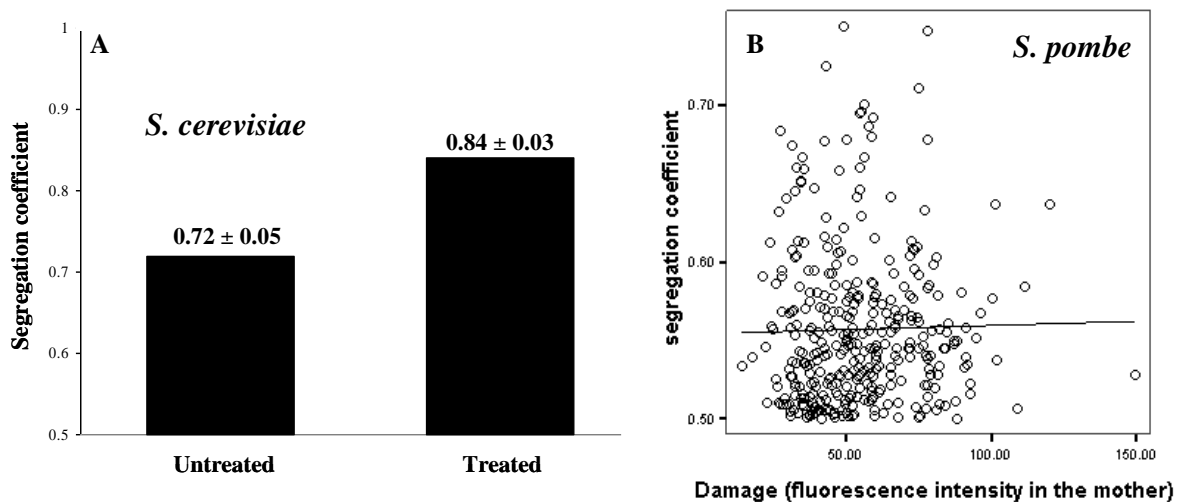 A
S. cerevisiae
Segregation coefficient
1
0.9
0.8
0.7
0.6
0.5
0.72 ± 0.05
0.84 ± 0.03
Untreated
Treated
B
S. pombe
segregation coefficient
0.70
0.60
0.50
50.00
100.00
150.00
Damage (fluorescence intensity in the mother)